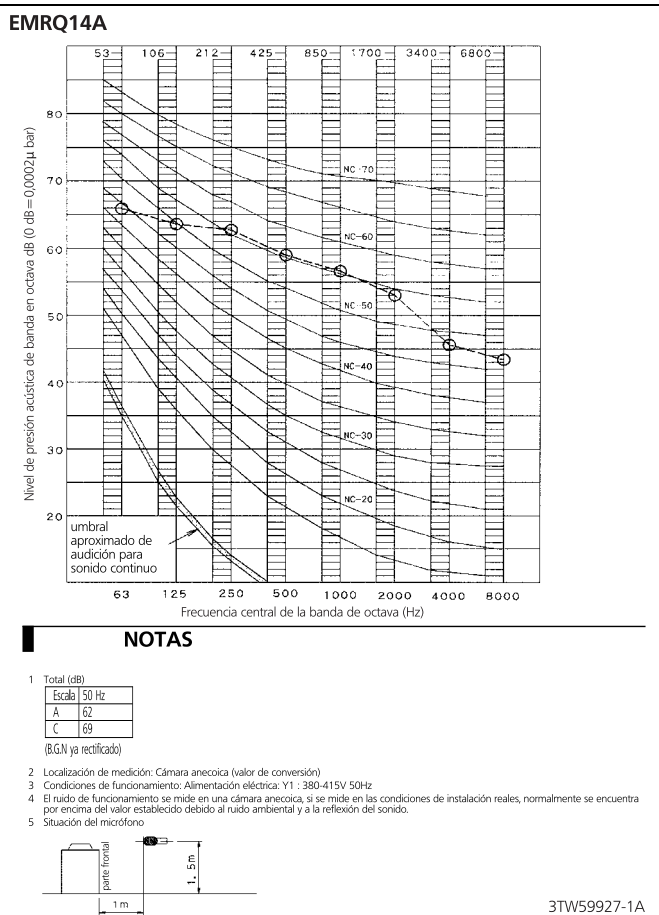 EMRQ14A
53 106 212 425 850 1700 3400 6800
80
70
60
50
40
30
20
NC-70
NC-60
NC-50
NC-40
NC-30
NC-20
Nivel de presión acústica de banda en octava dB (0 dB=0,0002μ bar)
umbral
aproximado de
audición para
sonido continuo
63 125 250 500 1000 2000 4000 8000
Frecuencia central de la banda de octava (Hz)
NOTAS
1 Total (dB)
Escala 50 Hz
A 62
C 69
(B.G.N ya rectificado)
2 Localización de medición: Cámara anecoica (valor de conversión)
3 Condiciones de funcionamiento: Alimentación eléctrica: Y1 : 380-415V 50Hz
4 El ruido de funcionamiento se mide en una cámara anecoica, si se mide en las condiciones de instalación reales, normalmente se encuentra
por encima del valor establecido debido al ruido ambiental y a la reflexión del sonido.
5 Situación del micrófono
parte frontal
1. 5m
1m
3TW59927-1A